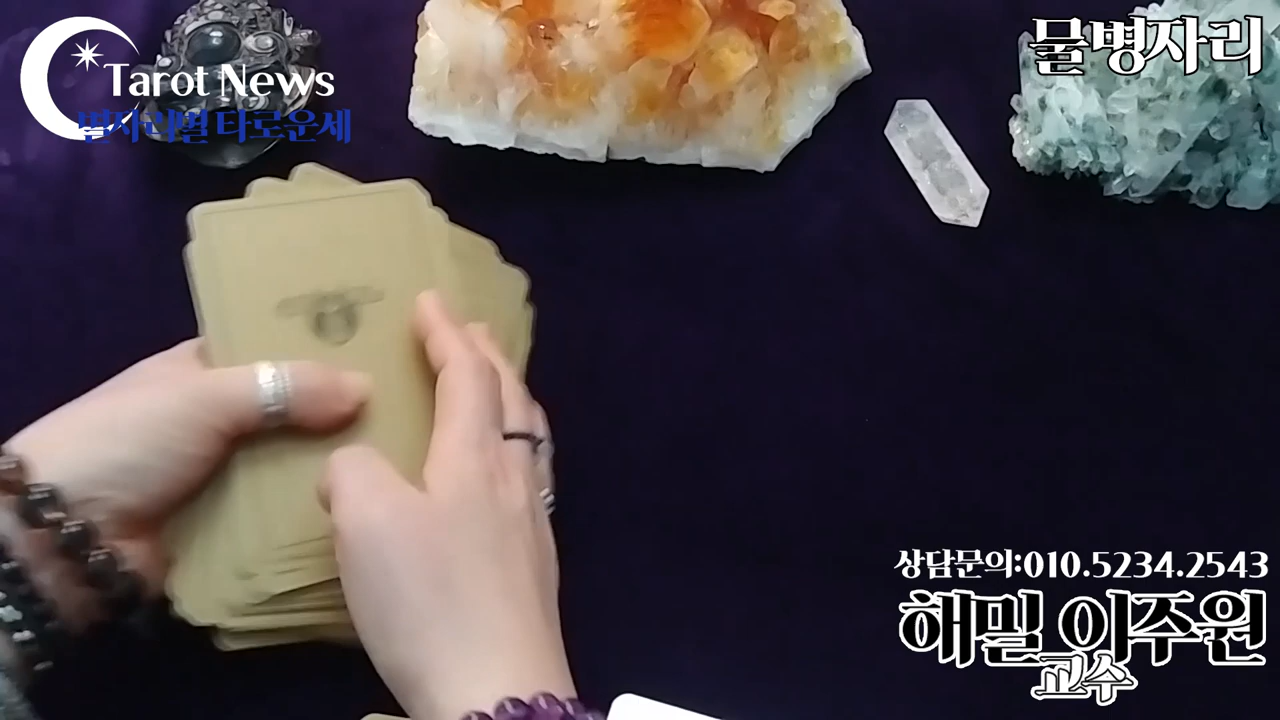 Tarot News
별자리별 타로운세
물병자리
상담문의:010.5234.2543
해밀 이주원
교수